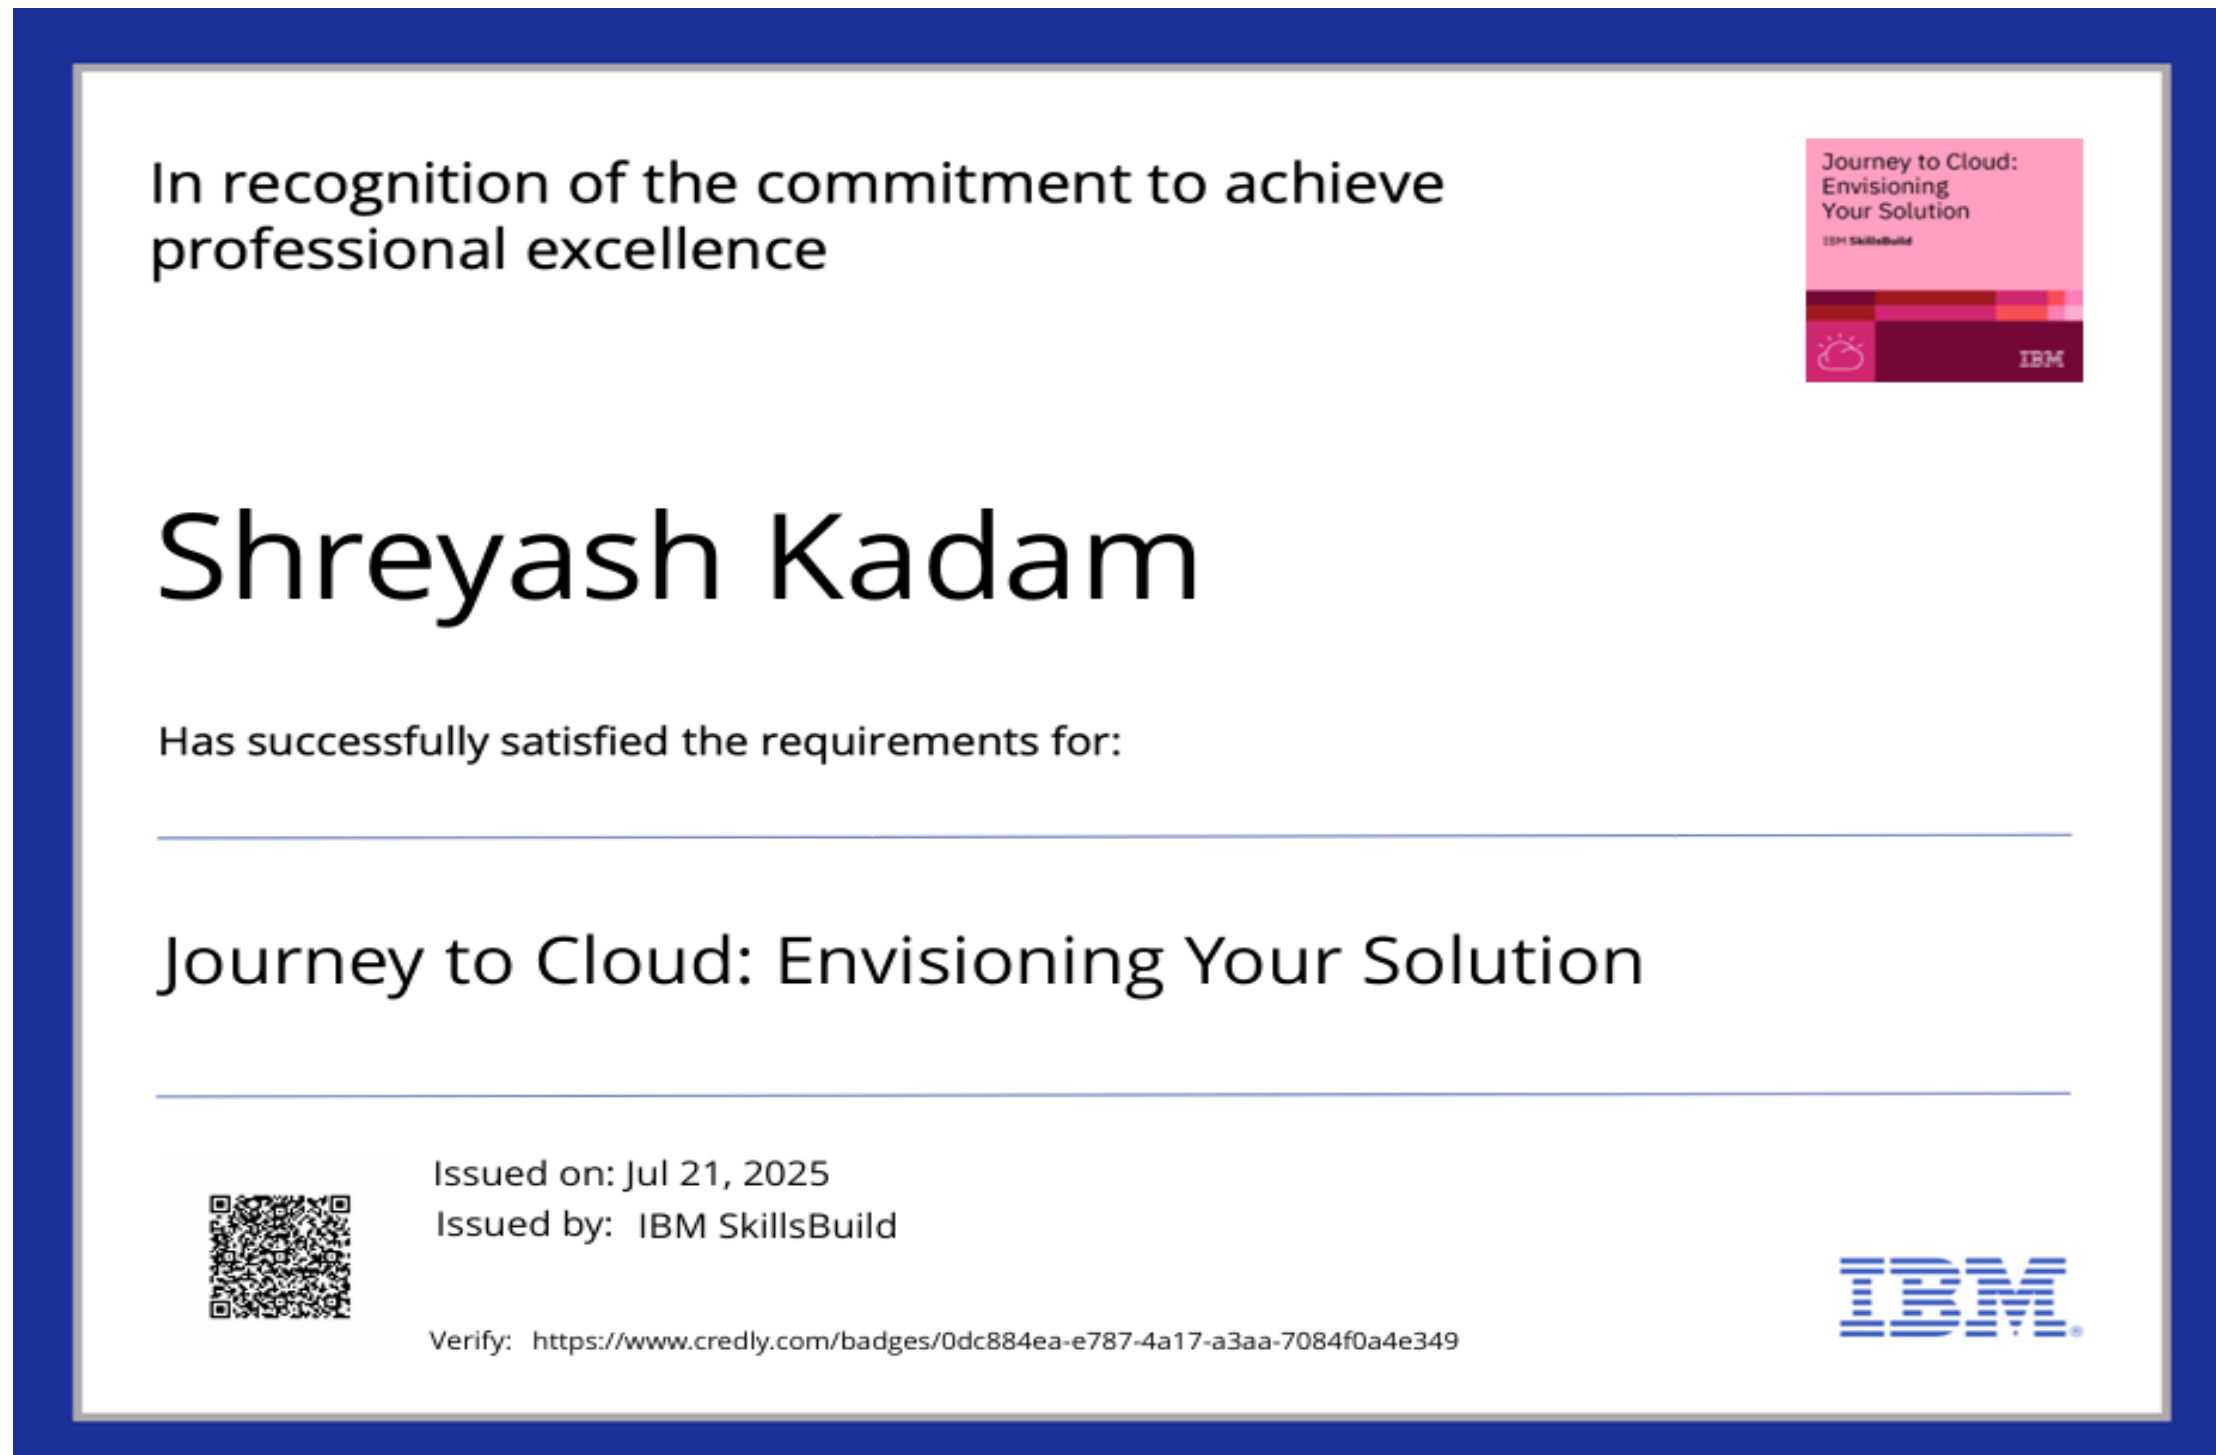 In recognition of the commitment to achieve
professional excellence
Journey to Cloud:
Envisioning
Your Solution
IBM SkillsBuild
IBM
Shreyash Kadam
Has successfully satisfied the requirements for:
Journey to Cloud: Envisioning Your Solution
Issued on: Jul 21, 2025
Issued by: IBM SkillsBuild
Verify: https://www.credly.com/badges/0dc884ea-e787-4a17-a3aa-7084f0a4e349
IBM®